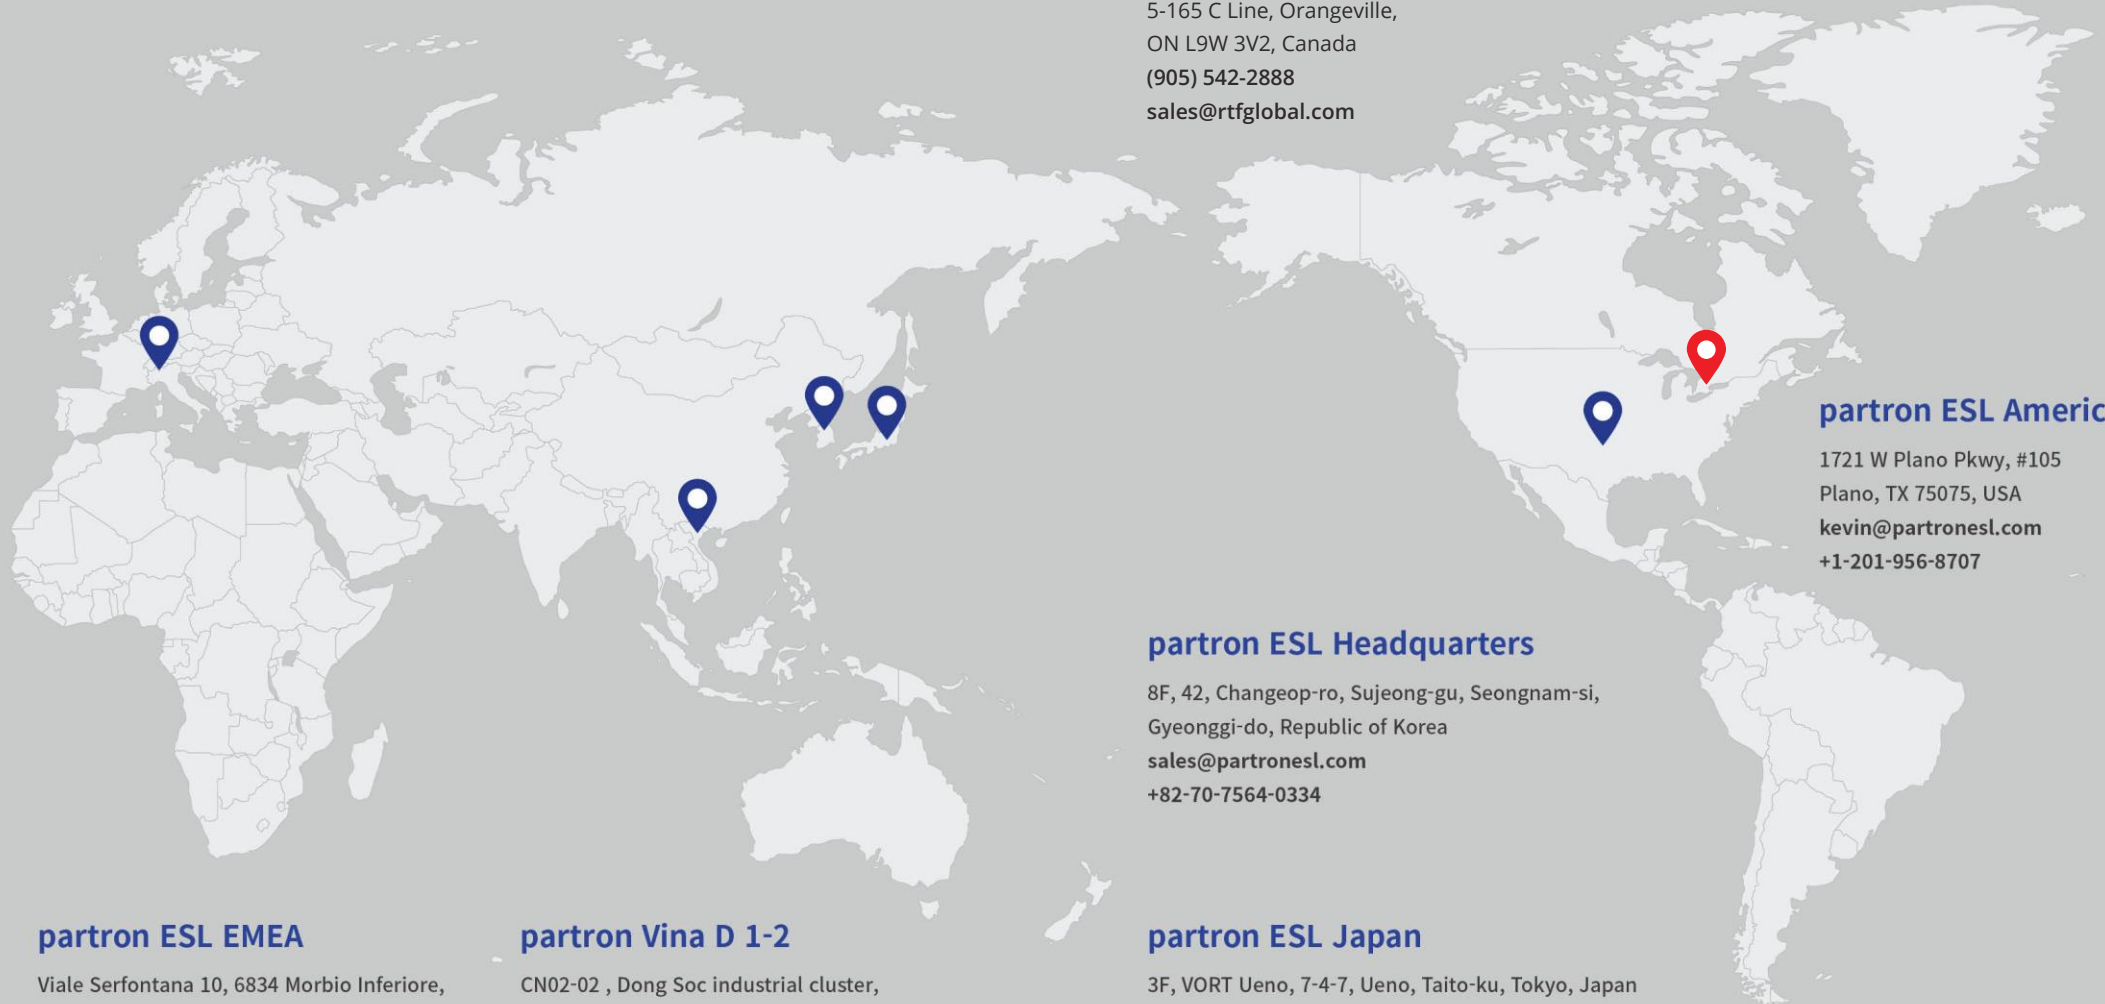 5-165 C Line, Orangeville,
ON L9W 3V2, Canada
(905) 542-2888
sales@rtfglobal.com
partron ESL Americ
1721 W Plano Pkwy, #105
Plano, TX 75075, USA
kevin@partronesl.com
+1-201-956-8707
partron ESL Headquarters
8F, 42, Changeop-ro, Sujeong-gu, Seongnam-si,
Gyeonggi-do, Republic of Korea
sales@partronesl.com
+82-70-7564-0334
partron ESL EMEA
Viale Serfontana 10, 6834 Morbio Inferiore,
partron Vina D 1-2
CN02-02 , Dong Soc industrial cluster,
partron ESL Japan
3F, VORT Ueno, 7-4-7, Ueno, Taito-ku, Tokyo, Japan